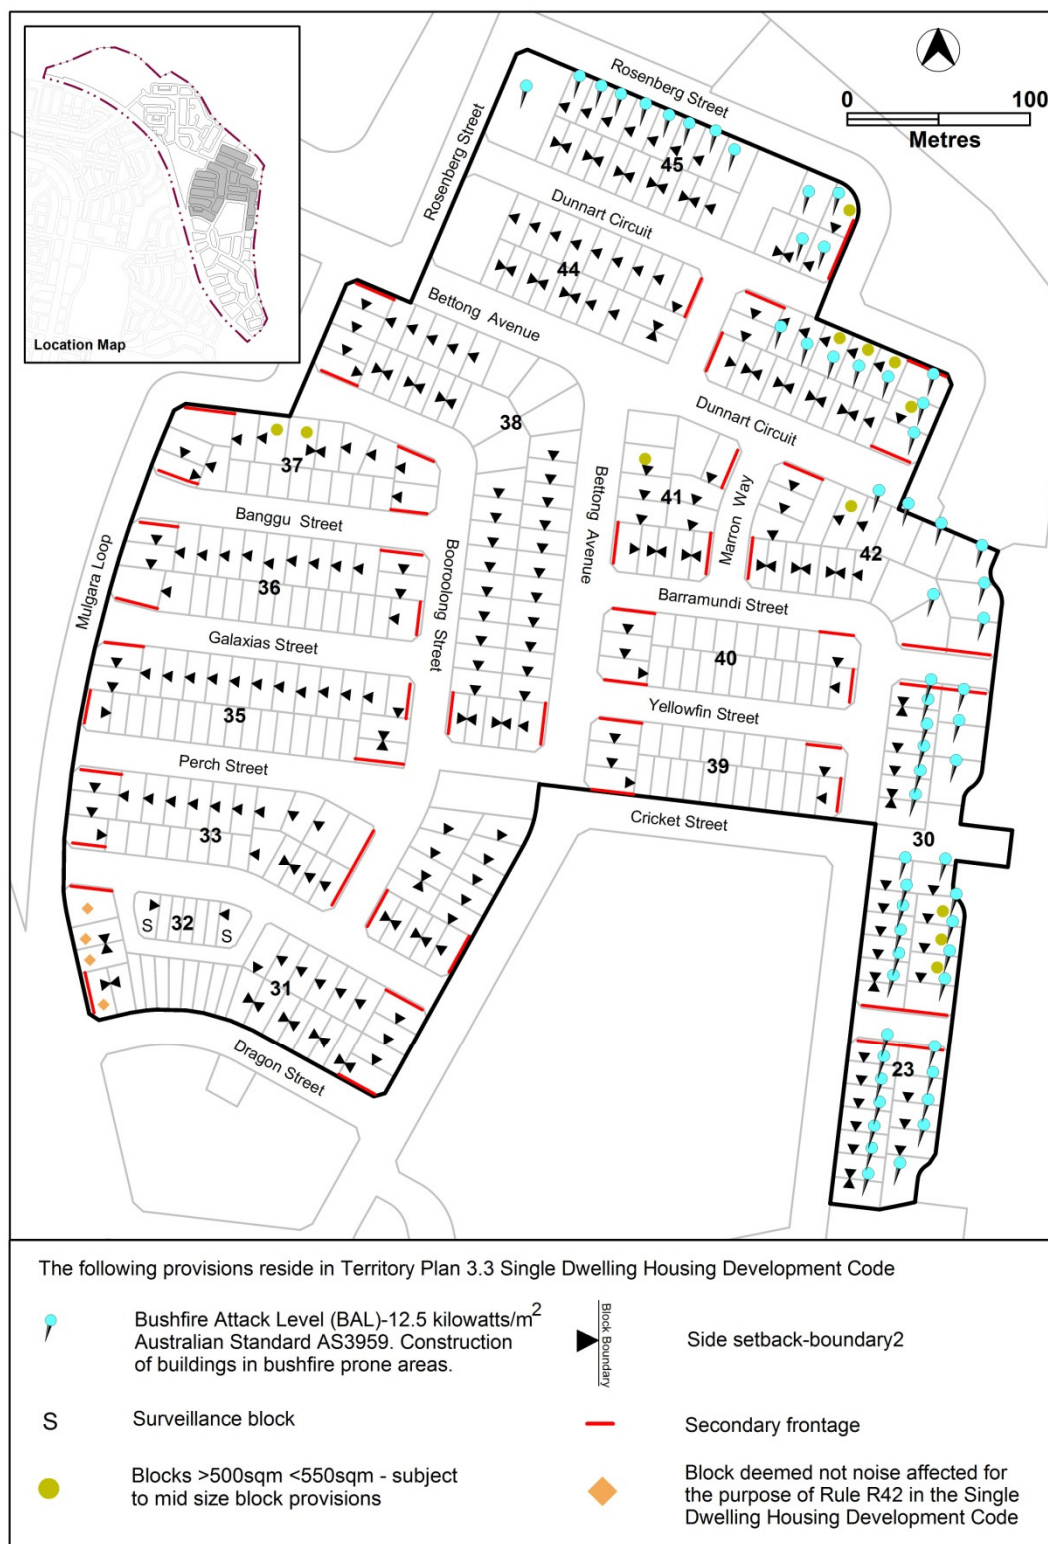 Location Map
Rosenberg Street
0 100
Metres
Rosenberg Street
45
Dunnart Circuit
44
Bettong Avenue
38
Dunnart Circuit
37
Banggu Street
Bettong Avenue
41
Marron Way
42
36
Mulgara Loop
Booroolong Street
Barramundi Street
Galaxias Street
40
35
Yellowfin Street
Perch Street
39
33
Cricket Street
30
32
S
S
31
Dragon Street
23
The following provisions reside in Territory Plan 3.3 Single Dwelling Housing Development Code
Bushfire Attack Level (BAL)-12.5 kilowatts/m2
Australian Standard AS3959. Construction
of buildings in bushfire prone areas.
Block Boundary
Side setback-boundary2
S
Surveillance block
Secondary frontage
Blocks >500sqm <550sqm - subject
to mid size block provisions
Block deemed not noise affected for
the purpose of Rule R42 in the Single
Dwelling Housing Development Code